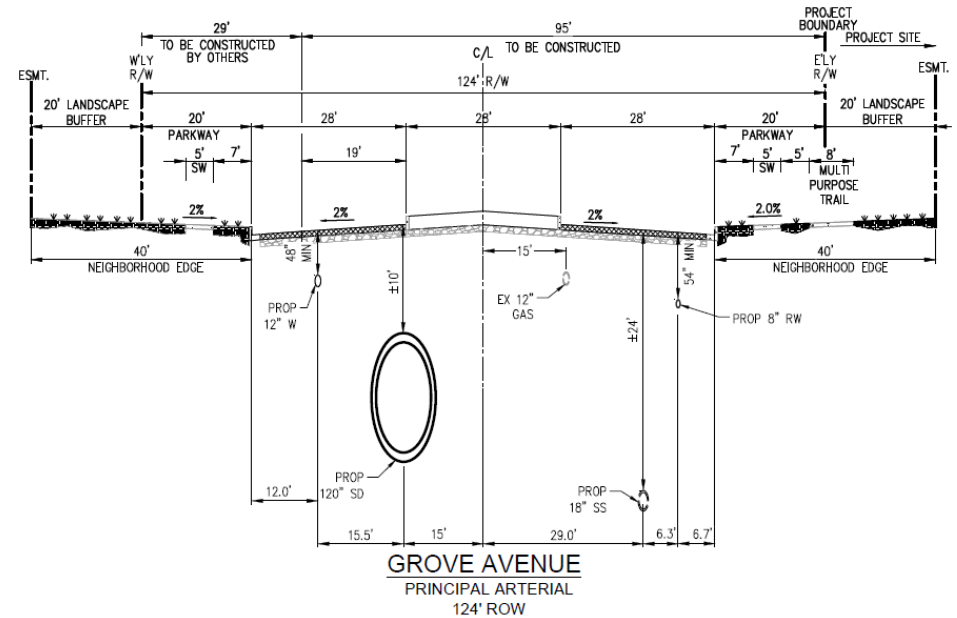 PROJECT
BOUNDARY
PROJECT SITE
29'
TO BE CONSTRUCTED
BY OTHERS
95'
TO BE CONSTRUCTED
C/L
ESMT.
W'LY
R/W
124' R/W
E'LY
R/W
ESMT.
20' LANDSCAPE
BUFFER
20'
PARKWAY
28'
28'
28'
20'
PARKWAY
20' LANDSCAPE
BUFFER
5'
SW
7'
19'
7'
5'
SW
5'
8'
MULTI
PURPOSE
TRAIL
2%
2%
2%
2.0%
40'
NEIGHBORHOOD EDGE
48"
MIN
±10'
15'
54" MIN
40'
NEIGHBORHOOD EDGE
PROP
12" W
EX 12"
GAS
±24'
PROP 8" RW
PROP
120" SD
PROP
18" SS
12.0'
15.5'
15'
29.0'
6.3'
6.7'
GROVE AVENUE
PRINCIPAL ARTERIAL
124' ROW